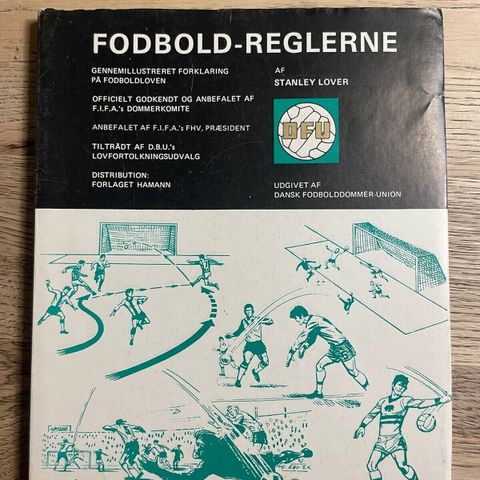 FODBOLD-REGLERNE
GENNEMILLUSTRERET FORKLARING
PÅ FODBOLDLOVEN
OFFICIELT GODKENDT OG ANBEFALET AF
F.I.F.A.'s DOMMERKOMITE
ANBEFALET AF F.I.F.A.'s FHV, PRÆSIDENT
TILTRÅDT AF D.B.U.'s
LOVFORTOLKNINGSUDVALG
DISTRIBUTION:
FORLAGET HAMANN
AF
STANLEY LOVER
DFU
UDGIVET AF
DANSK FODBOLDDOMMER-UNION